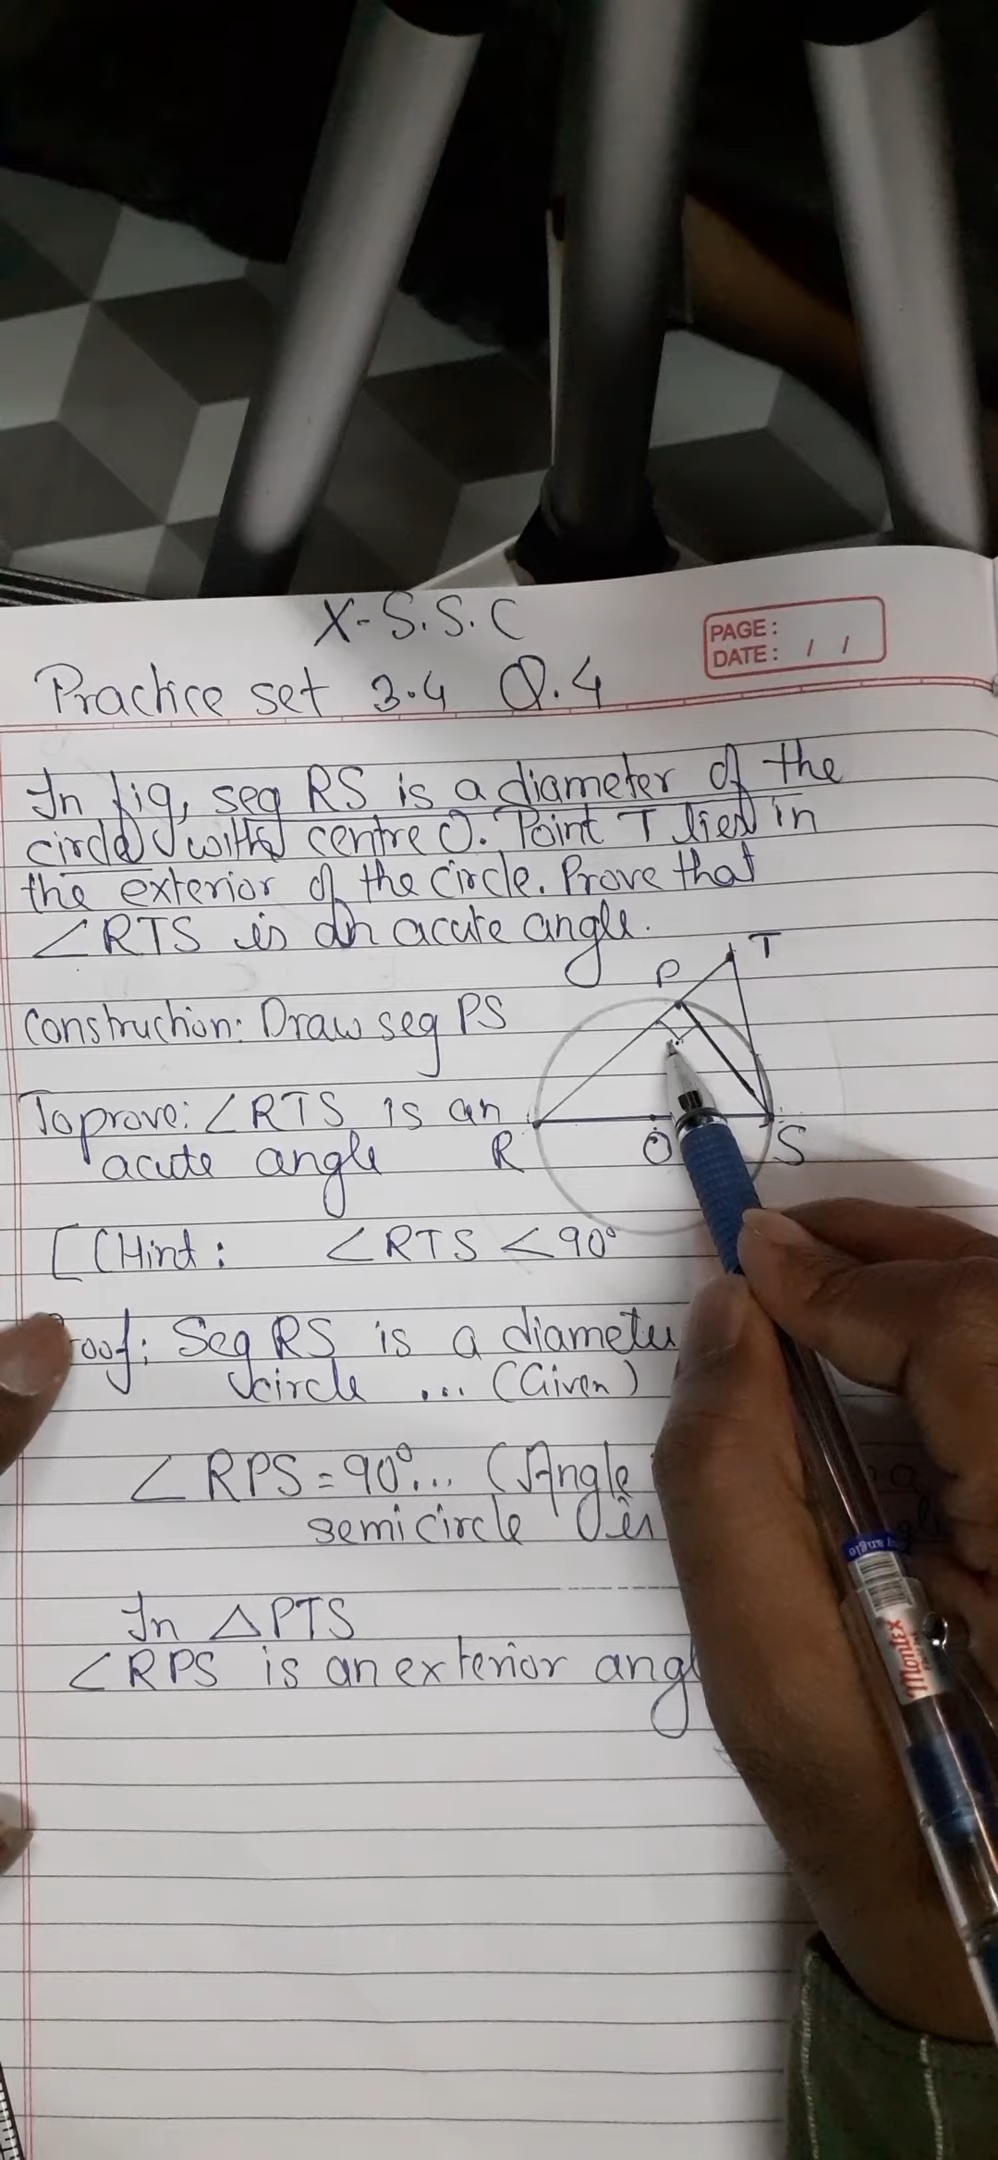 X-S.S.C
PAGE:
DATE: / /
Practice set 3.4 Q.4
In fig, seg RS is a diameter of the
circle with centre O. Point T lies in
the exterior of the circle. Prove that
∠RTS is an acute angle.
T
P
Construction: Draw seg PS
To prove: ∠RTS is an
acute angle
R O S
[(Hint: ∠RTS < 90°
Proof: Seg RS is a diameter
circle ... (Given)
∠RPS = 90° ... (Angle a
semicircle is
In △PTS
∠RPS is an exterior angl
Montex